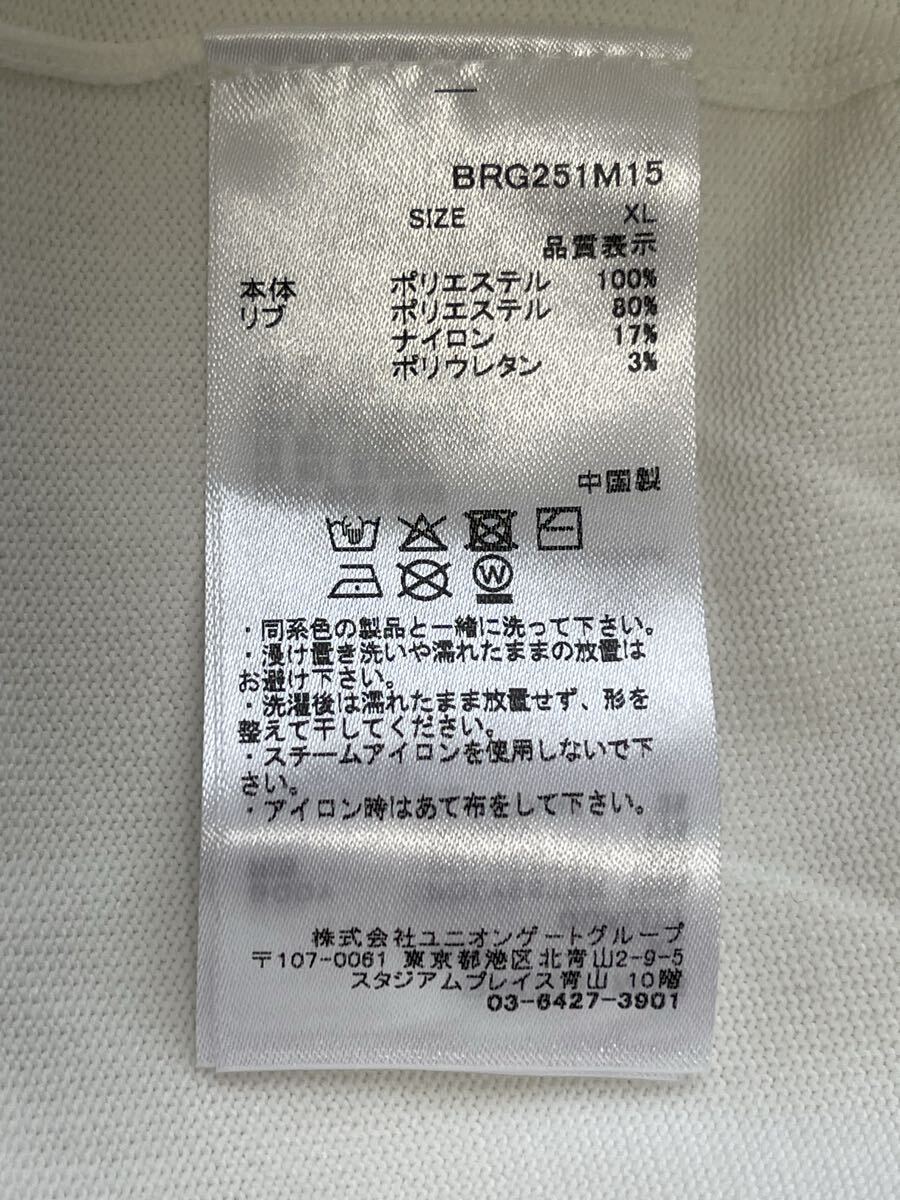 BRG251M15
SIZE XL
品質表示
本体 ポリエステル 100%
リブ ポリエステル 80%
ナイロン 17%
ポリウレタン 3%
中国製
W
・同系色の製品と一緒に洗って下さい。
・漫け置き洗いや濡れたままの放置は
お避け下さい。
・洗濯後は濡れたまま放置せず、形を
整えて干してください。
・スチームアイロンを使用しないで下
さい。
・アイロン時はあて布をして下さい。
株式会社ユニオンゲートグループ
〒107-0061 東京都港区北青山2-9-5
スタジアムプレイス青山 10階
03-6427-3901